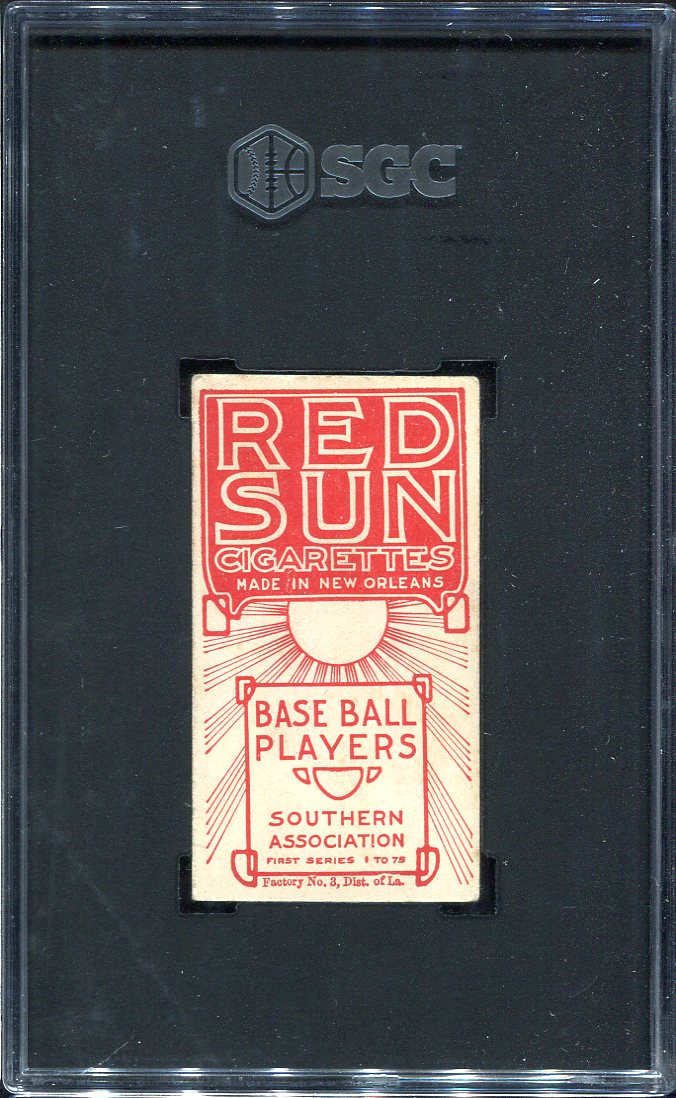 SGC
RED
SUN
CIGARETTES
MADE IN NEW ORLEANS
BASE BALL
PLAYERS
SOUTHERN
ASSOCIATION
FIRST SERIES 1 TO 75
Factory No. 3, Dist. of La.